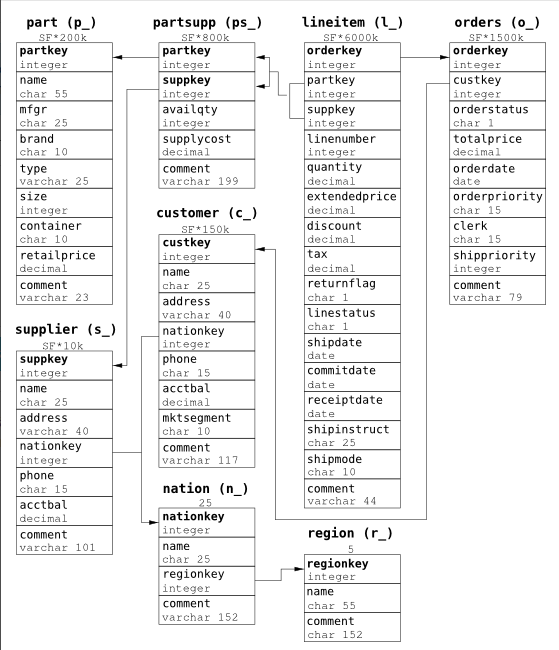 part (p_)
SF*200k
partkey
integer
name
char 55
mfgr
char 25
brand
char 10
type
varchar 25
size
integer
container
char 10
retailprice
decimal
comment
varchar 23
supplier (s_)
SF*10k
suppkey
integer
name
char 25
address
varchar 40
nationkey
integer
phone
char 15
acctbal
decimal
comment
varchar 101
partsupp (ps_)
SF*800k
partkey
integer
suppkey
integer
availqty
integer
supplycost
decimal
comment
varchar 199
customer (c_)
SF*150k
custkey
integer
name
char 25
address
varchar 40
nationkey
integer
phone
char 15
acctbal
decimal
mktsegment
char 10
comment
varchar 117
nation (n_)
25
nationkey
integer
name
char 25
regionkey
integer
comment
varchar 152
lineitem (l_)
SF*6000k
orderkey
integer
partkey
integer
suppkey
integer
linenumber
integer
quantity
decimal
extendedprice
decimal
discount
decimal
tax
decimal
returnflag
char 1
linestatus
char 1
shipdate
date
commitdate
date
receiptdate
date
shipinstruct
char 25
shipmode
char 10
comment
varchar 44
region (r_)
5
regionkey
integer
name
char 55
comment
char 152
orders (o_)
SF*1500k
orderkey
integer
custkey
integer
orderstatus
char 1
totalprice
decimal
orderdate
date
orderpriority
char 15
clerk
char 15
shippriority
integer
comment
varchar 79